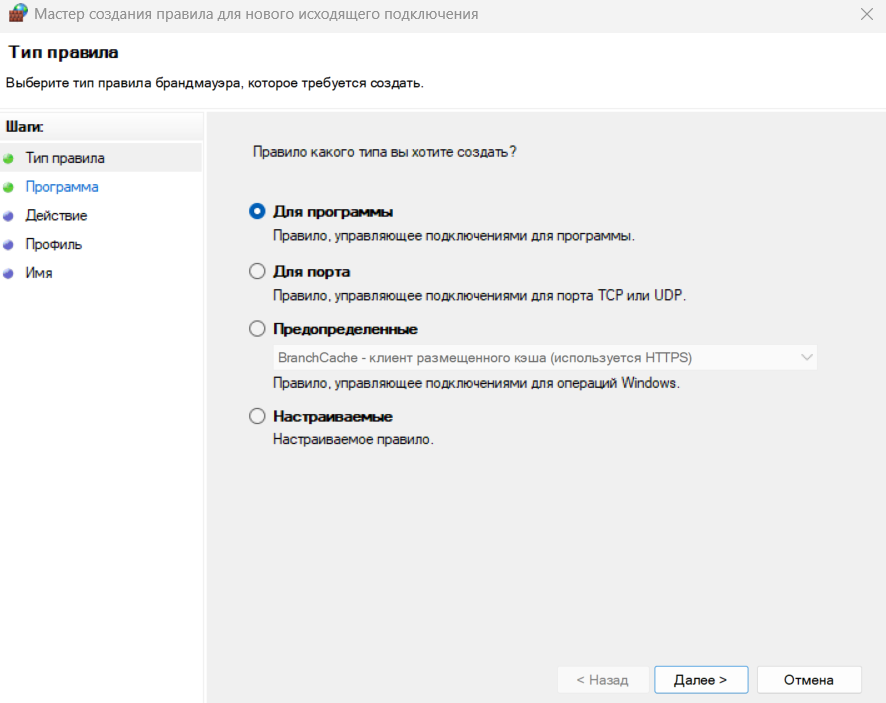 Мастер создания правила для нового исходящего подключения
Тип правила
Выберите тип правила брандмауэра, которое требуется создать.
Шаги:
Тип правила
Программа
Действие
Профиль
Имя
Правило какого типа вы хотите создать?
Для программы
Правило, управляющее подключениями для программы.
Для порта
Правило, управляющее подключениями для порта TCP или UDP.
Предопределенные
BranchCache - клиент размещенного кэша (используется HTTPS)
Правило, управляющее подключениями для операций Windows.
Настраиваемые
Настраиваемое правило.
< Назад
Далее >
Отмена